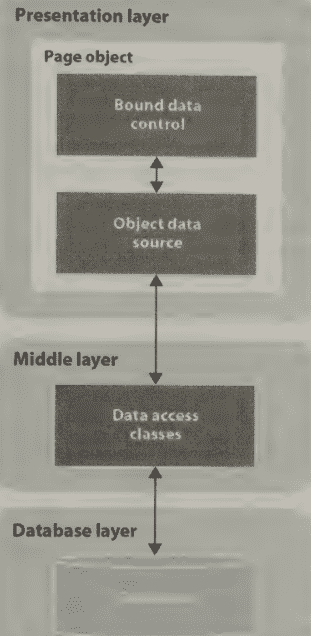 Presentation layer
Page object
Bound data
control
Object data
source
Middle layer
Data access
classes
Database layer